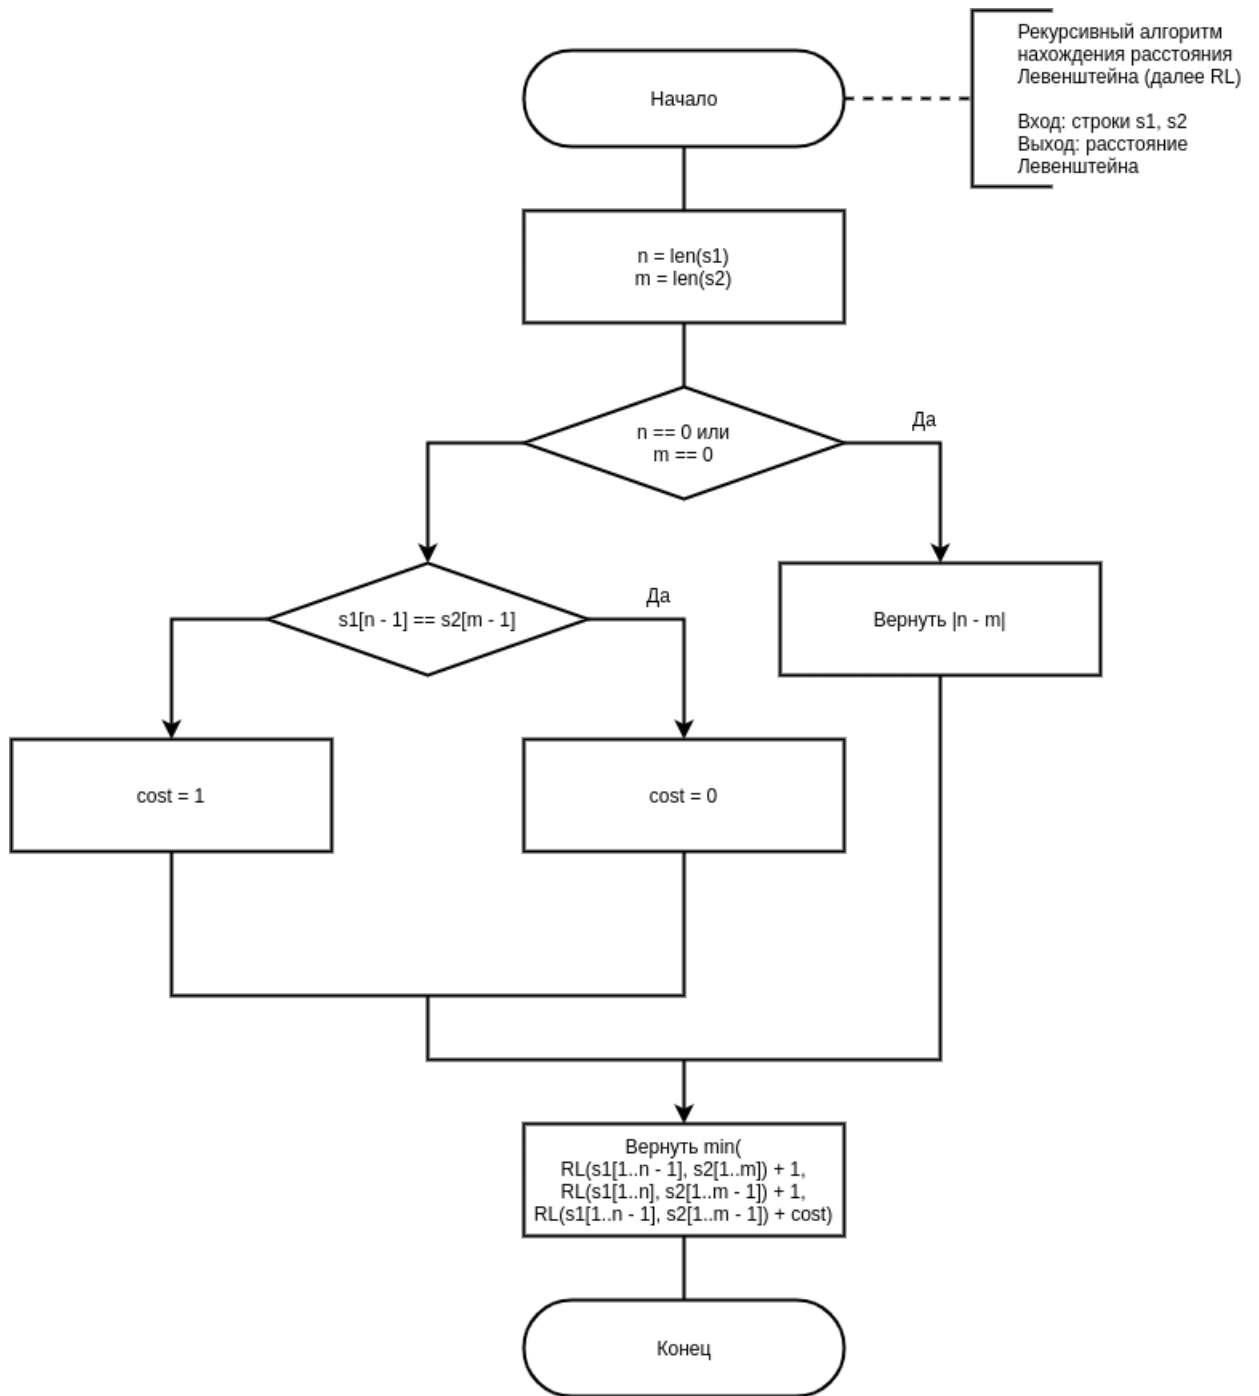 Рекурсивный алгоритм
нахождения расстояния
Левенштейна (далее RL)
Вход: строки s1, s2
Выход: расстояние
Левенштейна
Начало
n = len(s1)
m = len(s2)
n == 0 или
m == 0
Да
s1[n - 1] == s2[m - 1]
Да
Вернуть |n - m|
cost = 1
cost = 0
Вернуть min(
RL(s1[1..n - 1], s2[1..m]) + 1,
RL(s1[1..n], s2[1..m - 1]) + 1,
RL(s1[1..n - 1], s2[1..m - 1]) + cost)
Конец